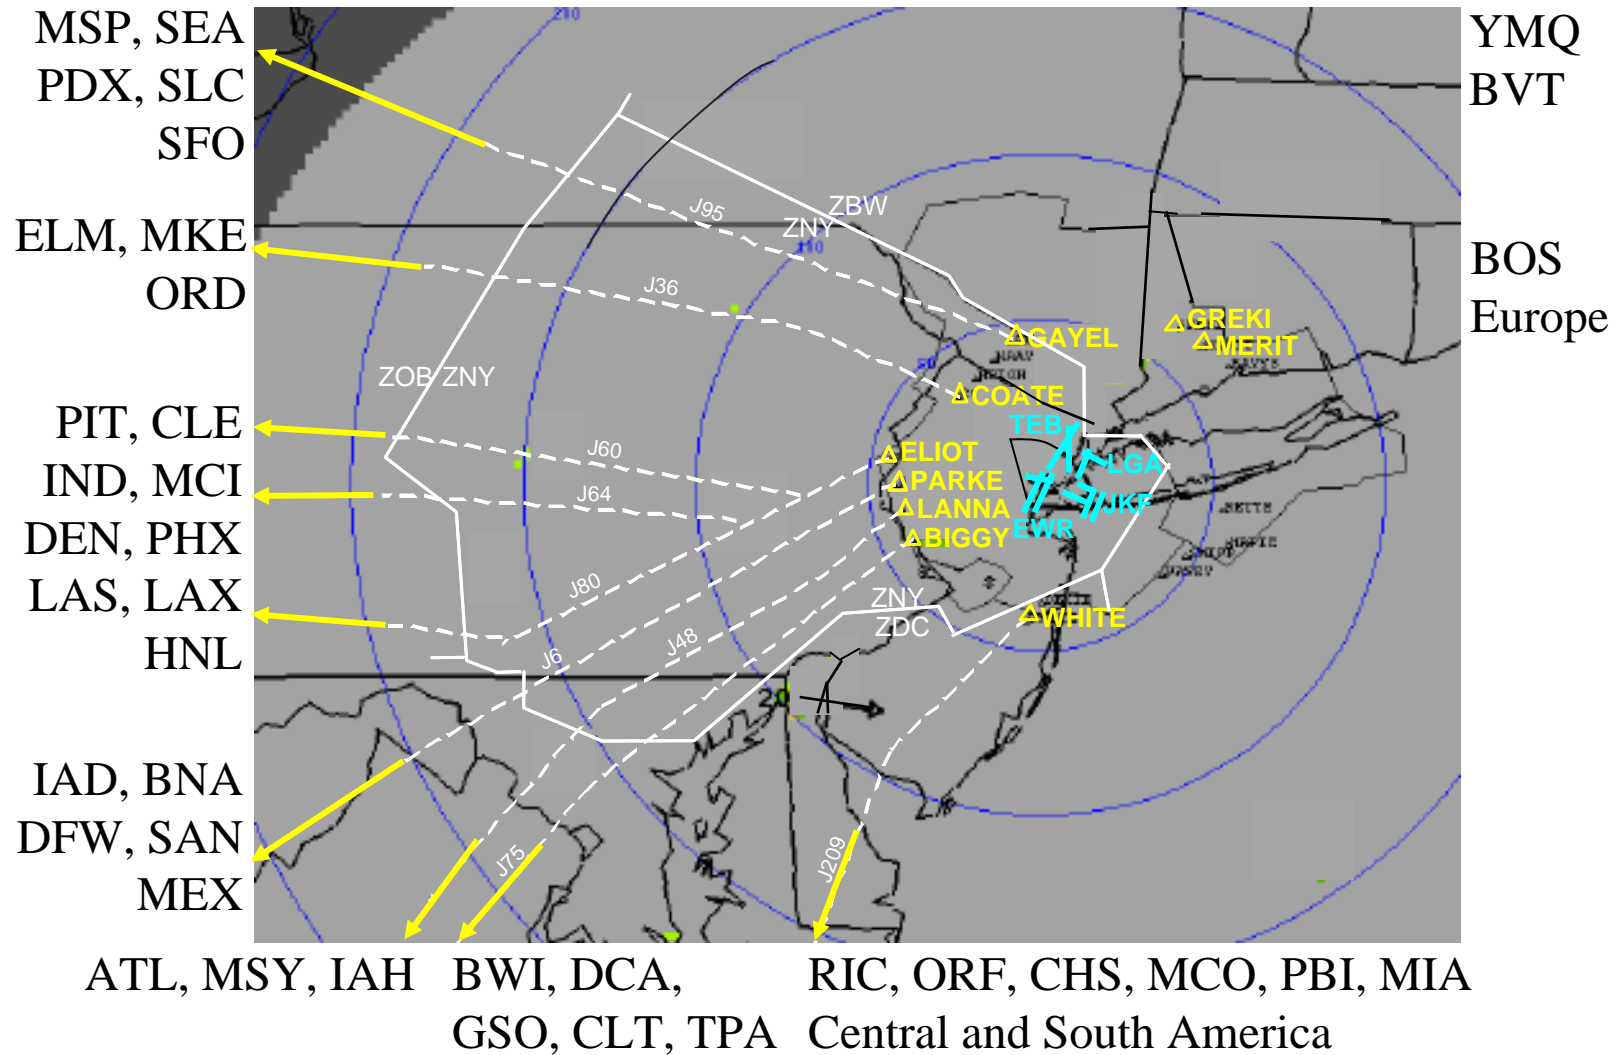 MSP, SEA
PDX, SLC
SFO
ELM, MKE
ORD
PIT, CLE
IND, MCI
DEN, PHX
LAS, LAX
HNL
IAD, BNA
DFW, SAN
MEX
ATL, MSY, IAH
BWI, DCA,
GSO, CLT, TPA
RIC, ORF, CHS, MCO, PBI, MIA
Central and South America
YMQ
BVT
BOS
Europe
J95
ZBW
ZNY
J36
ZOB ZNY
J60
J64
J80
J6
J48
J75
J209
ZNY
ZDC
GAYEL
COATE
ELIOT
PARKE
LANNA
BIGGY
WHITE
GREKI
MERIT
TEB
LGA
JKF
EWR
20